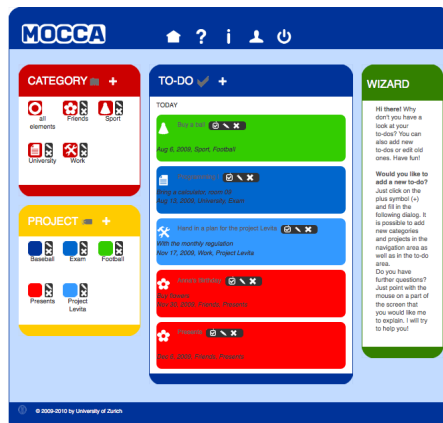 MOCCA
CATEGORY
all
elements
Friends
Sport
University
Work
PROJECT
Baseball
Exam
Football
Presents
Project
Levita
TO-DO
TODAY
Buy a ball
Aug 6, 2009, Sport, Football
Bring a calculator, room 09
Aug 13, 2009, University, Exam
Hand in a plan for the project Levita
With the monthly regulation
Nov 17, 2009, Work, Project Levita
Presents
WIZARD
Hi there! Why
don't you have a
look at your
to-dos? You can
also add new
to-dos or edit old
ones. Have fun!
Would you like to
add a new to-do?
Just click on the
plus symbol (+)
and fill in the
following dialog. It
is possible to add
new categories
and projects in the
navigation area as
well as in the to-do
area.
Do you have
further questions?
Just point with the
mouse on a part of
the screen that
you would like me
to explain. I will try
to help you!
© 2009-2010 by University of Zurich